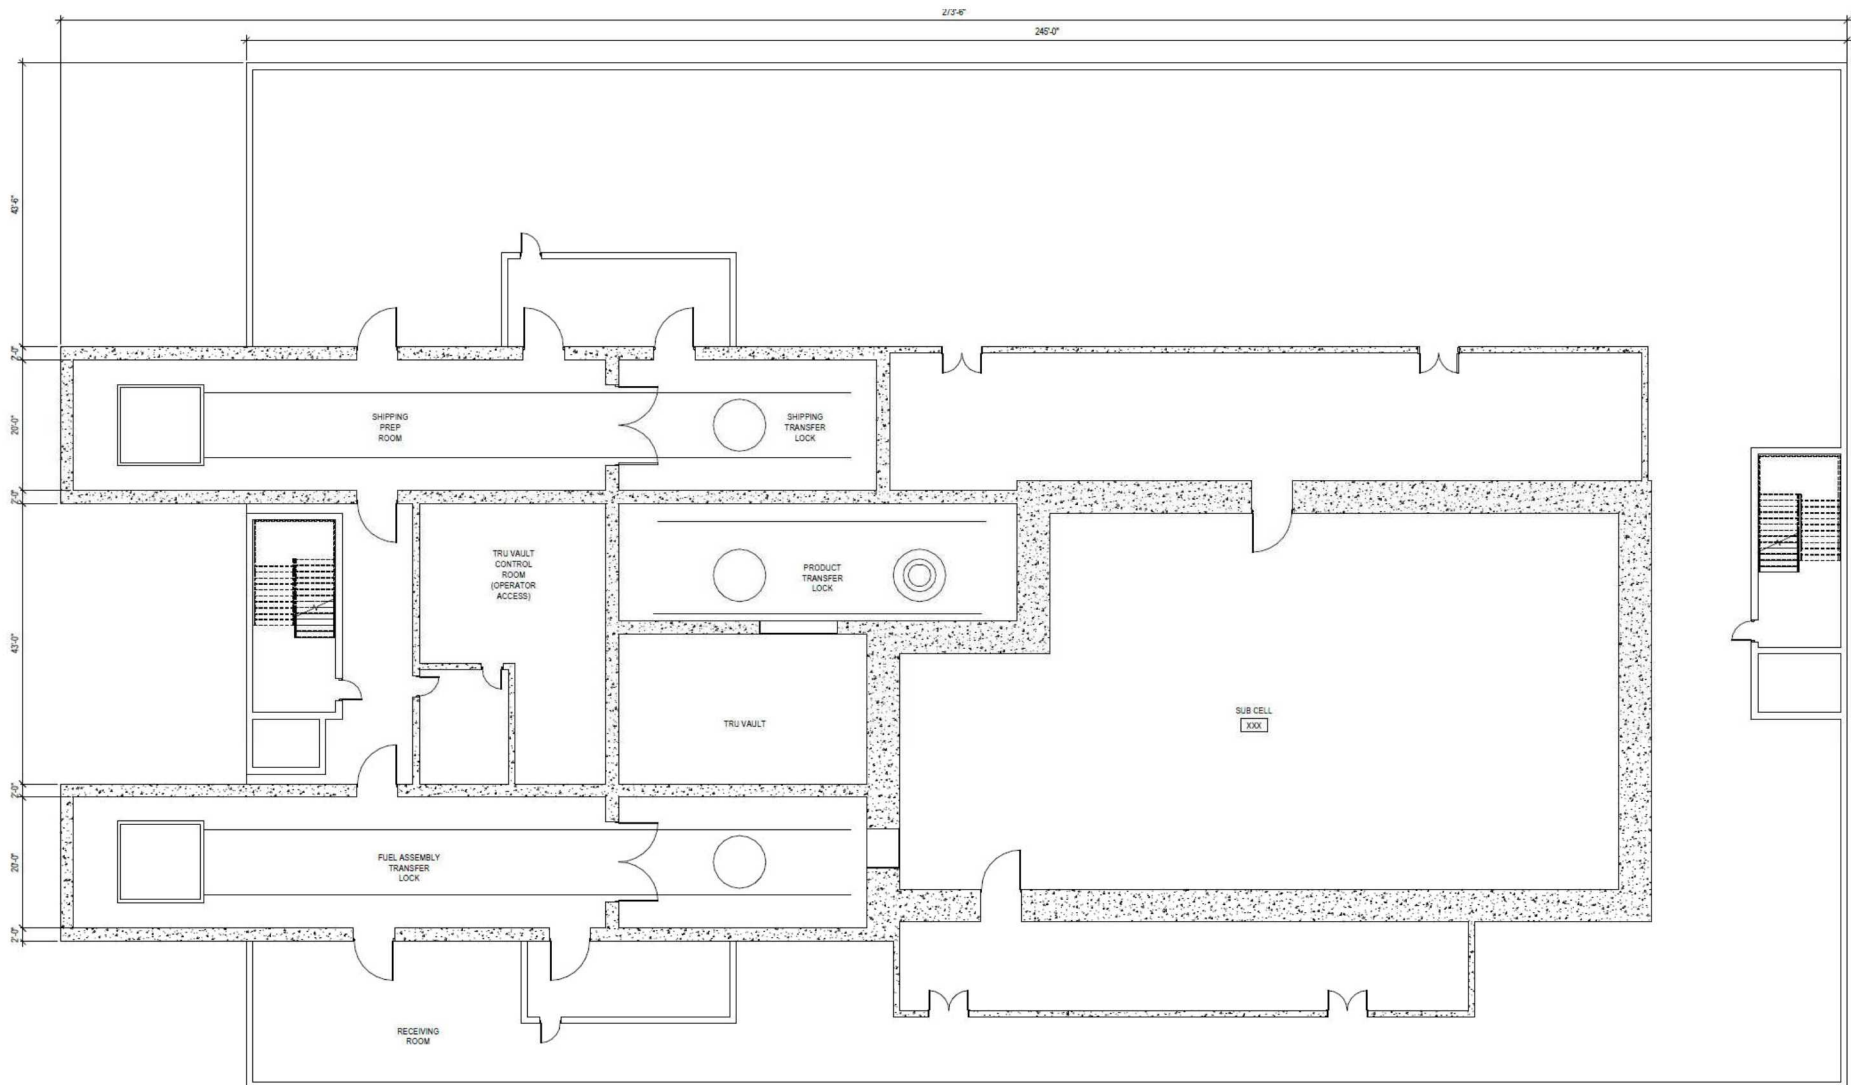 273'-6"
245'-0"
43'-6"
2'-0"
20'-0"
2'-0"
43'-0"
2'-0"
20'-0"
2'-0"
SHIPPING
PREP
ROOM
SHIPPING
TRANSFER
LOCK
TRU VAULT
CONTROL
ROOM
(OPERATOR
ACCESS)
PRODUCT
TRANSFER
LOCK
TRU VAULT
SUB CELL
XXX
FUEL ASSEMBLY
TRANSFER
LOCK
RECEIVING
ROOM